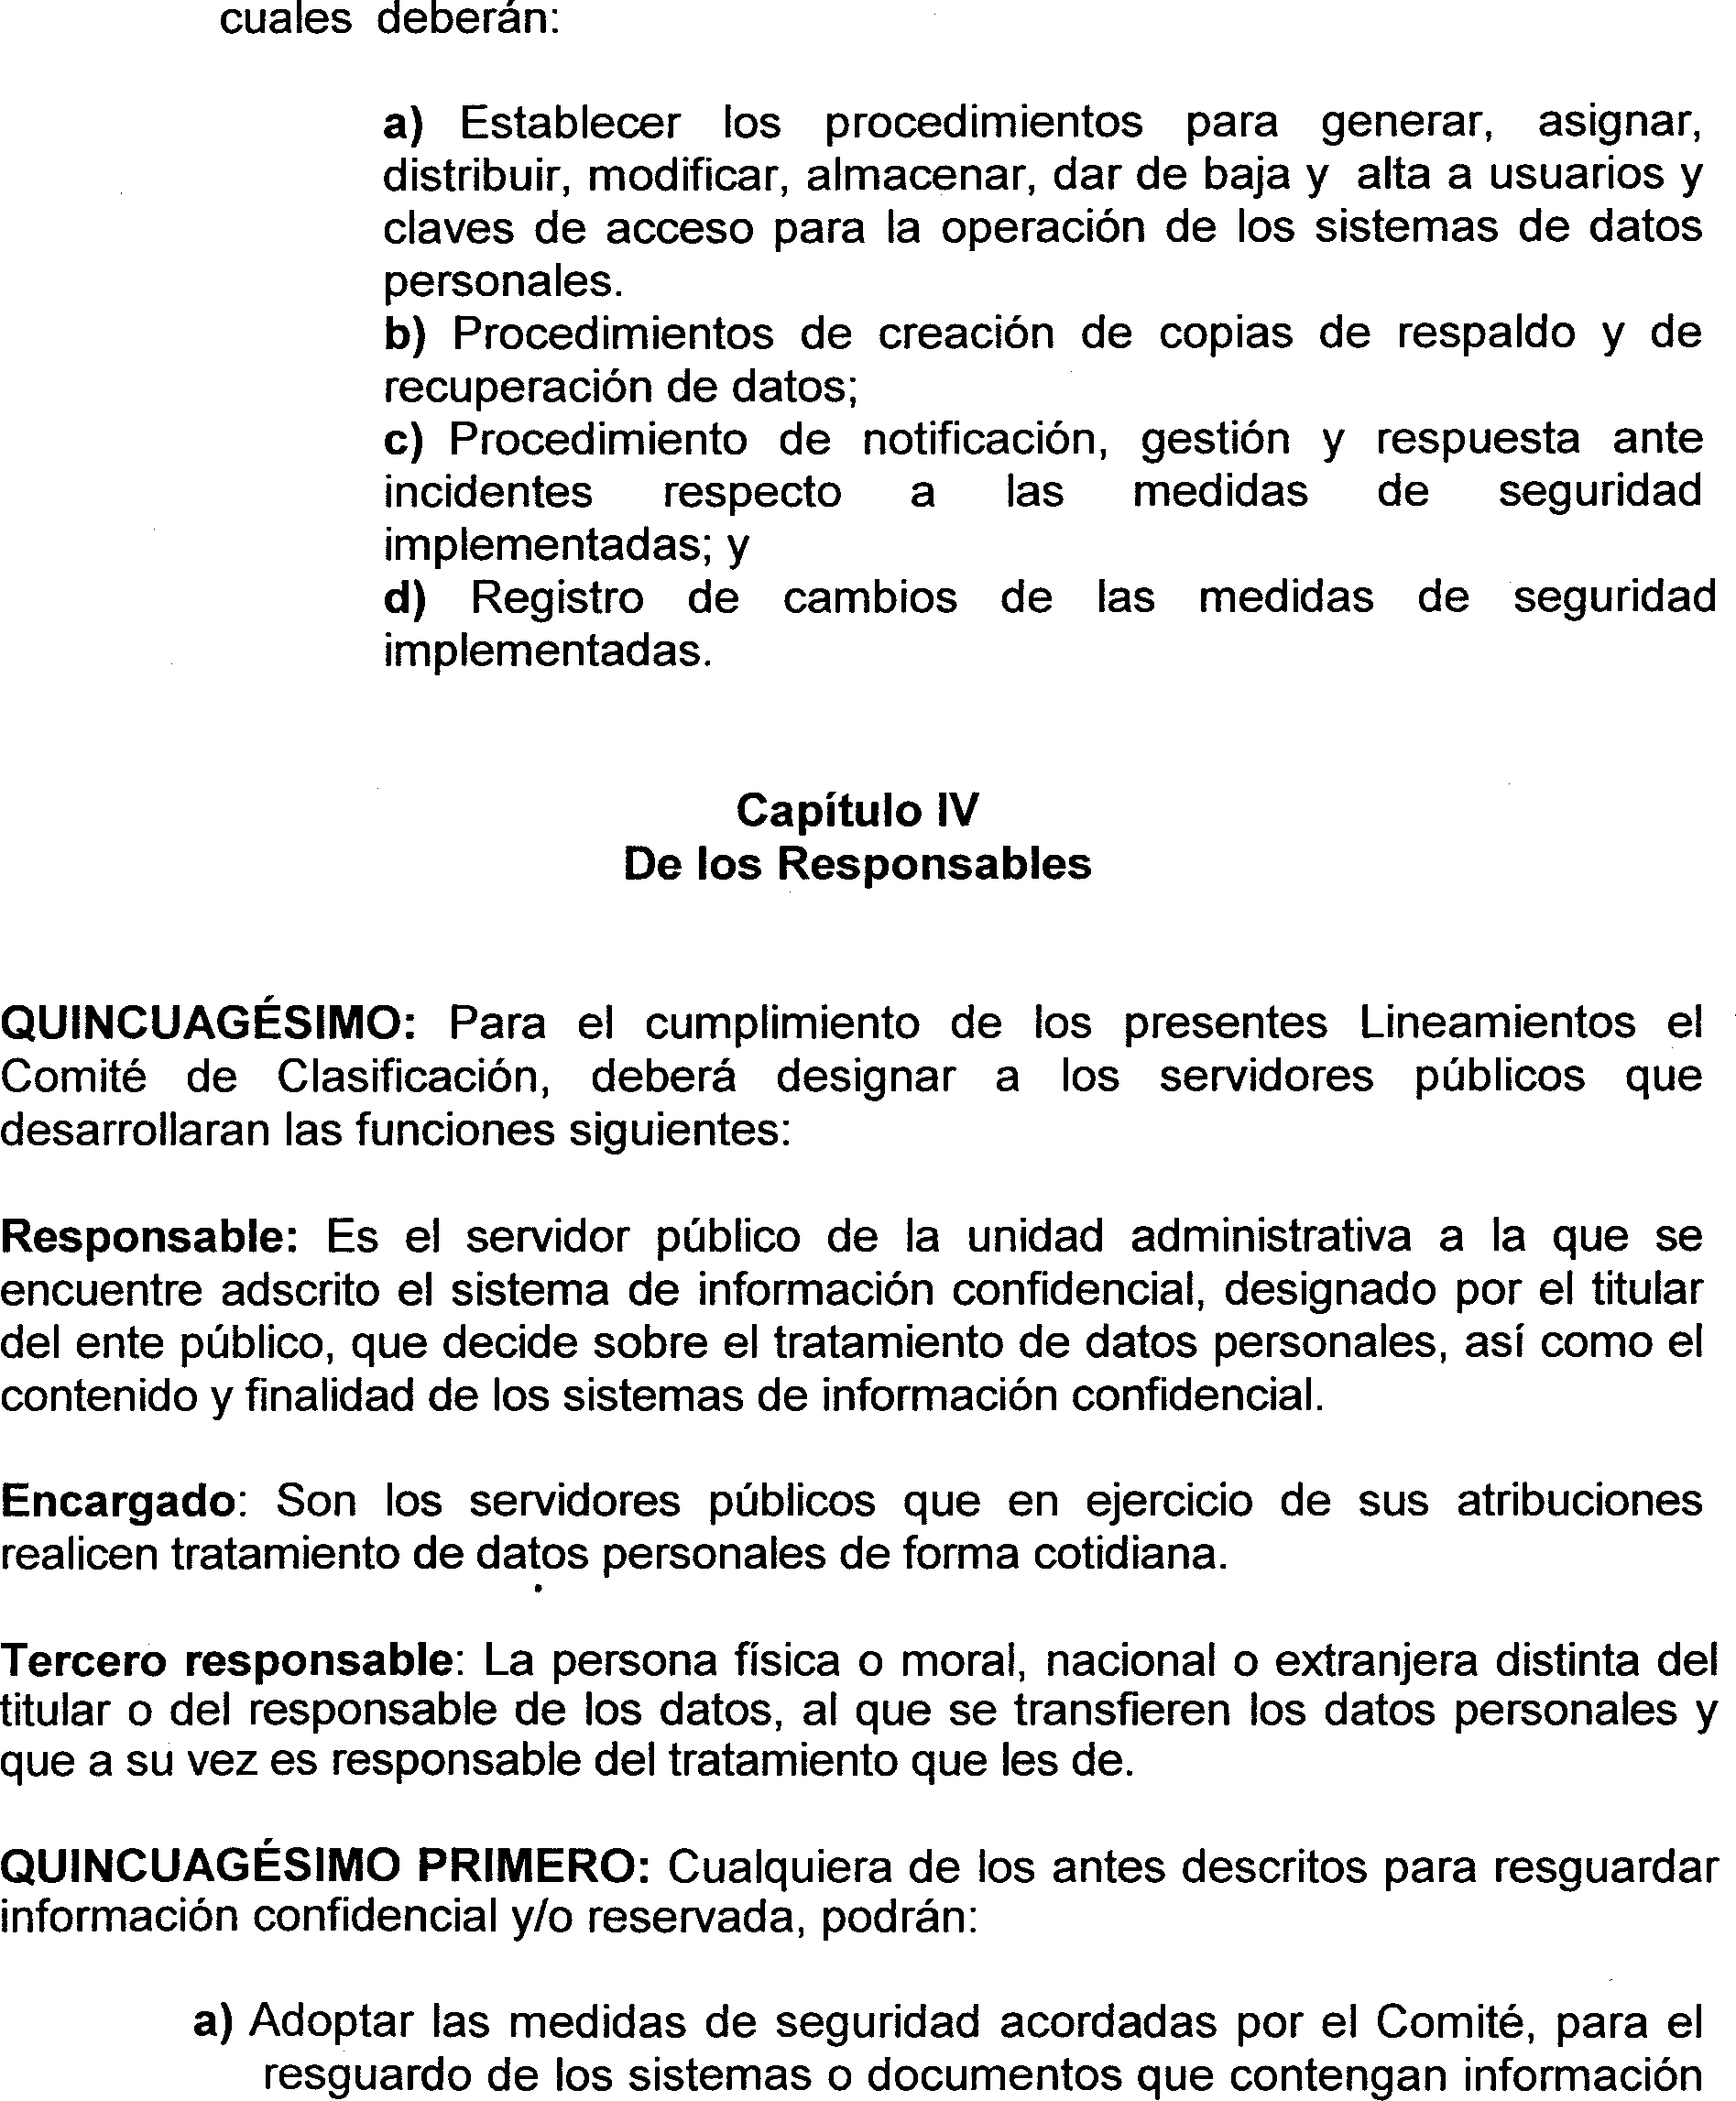 cuales deberán:
a) Establecer los procedimientos para generar, asignar,
distribuir, modificar, almacenar, dar de baja y alta a usuarios y
claves de acceso para la operación de los sistemas de datos
personales.
b) Procedimientos de creación de copias de respaldo y de
recuperación de datos;
c) Procedimiento de notificación, gestión y respuesta ante
incidentes respecto a las medidas de seguridad
implementadas; y
d) Registro de cambios de las medidas de seguridad
implementadas.
Capítulo IV
De los Responsables
QUINCUAGÉSIMO: Para el cumplimiento de los presentes Lineamientos el
Comité de Clasificación, deberá designar a los servidores públicos que
desarrollaran las funciones siguientes:
Responsable: Es el servidor público de la unidad administrativa a la que se
encuentre adscrito el sistema de información confidencial, designado por el titular
del ente público, que decide sobre el tratamiento de datos personales, así como el
contenido y finalidad de los sistemas de información confidencial.
Encargado: Son los servidores públicos que en ejercicio de sus atribuciones
realicen tratamiento de datos personales de forma cotidiana.
Tercero responsable: La persona física o moral, nacional o extranjera distinta del
titular o del responsable de los datos, al que se transfieren los datos personales y
que a su vez es responsable del tratamiento que les de.
QUINCUAGÉSIMO PRIMERO: Cualquiera de los antes descritos para resguardar
información confidencial y/o reservada, podrán:
a) Adoptar las medidas de seguridad acordadas por el Comité, para el
resguardo de los sistemas o documentos que contengan información